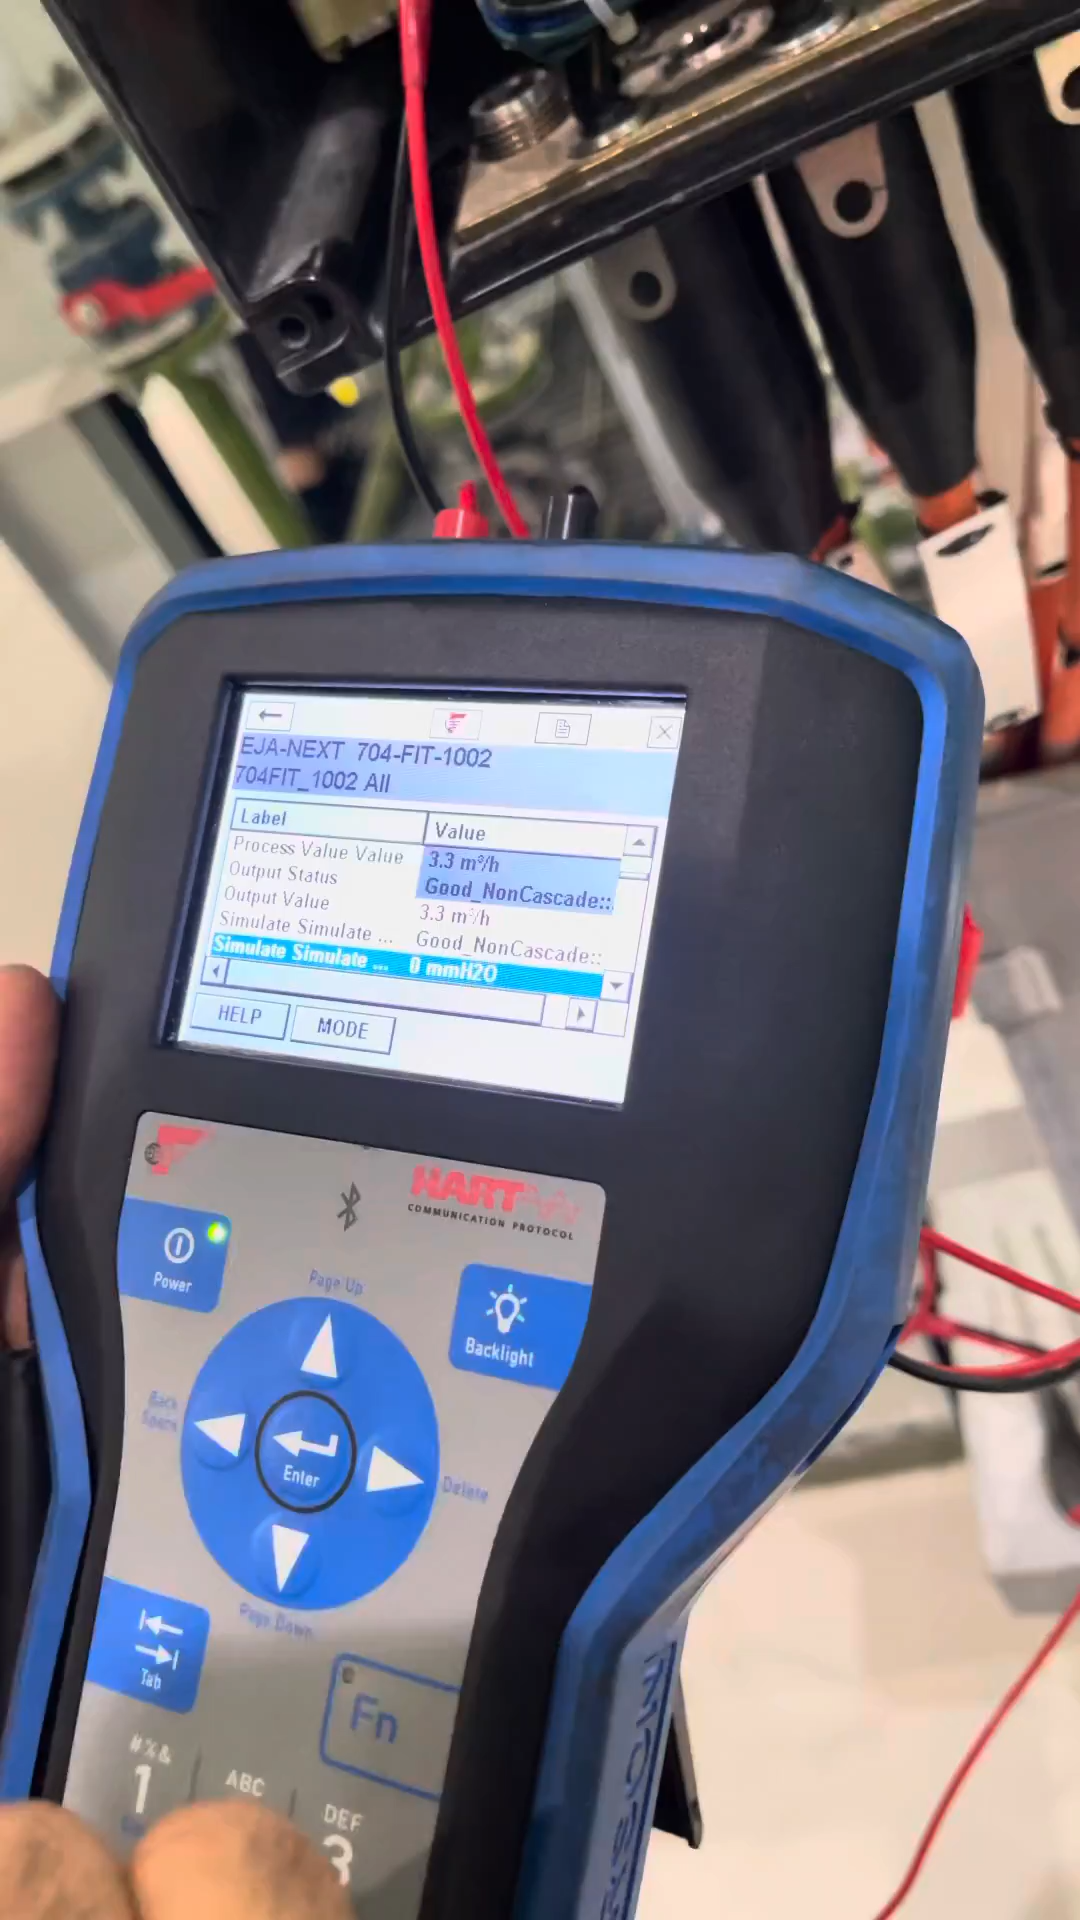 EJA-NEXT 704-FIT-1002
704FIT_1002 All
Label Value
Process Value Value 3.3 m³/h
Output Status Good_NonCascade::
Output Value 3.3 m³/h
Simulate Simulate ... Good_NonCascade::
Simulate Simulate ... 0 mmH2O
HELP MODE
HART
COMMUNICATION PROTOCOL
Power
Page Up
Backlight
Back
Space
Enter
Delete
Page Down
Tab
Fn
#%& 
1
ABC
DEF
3